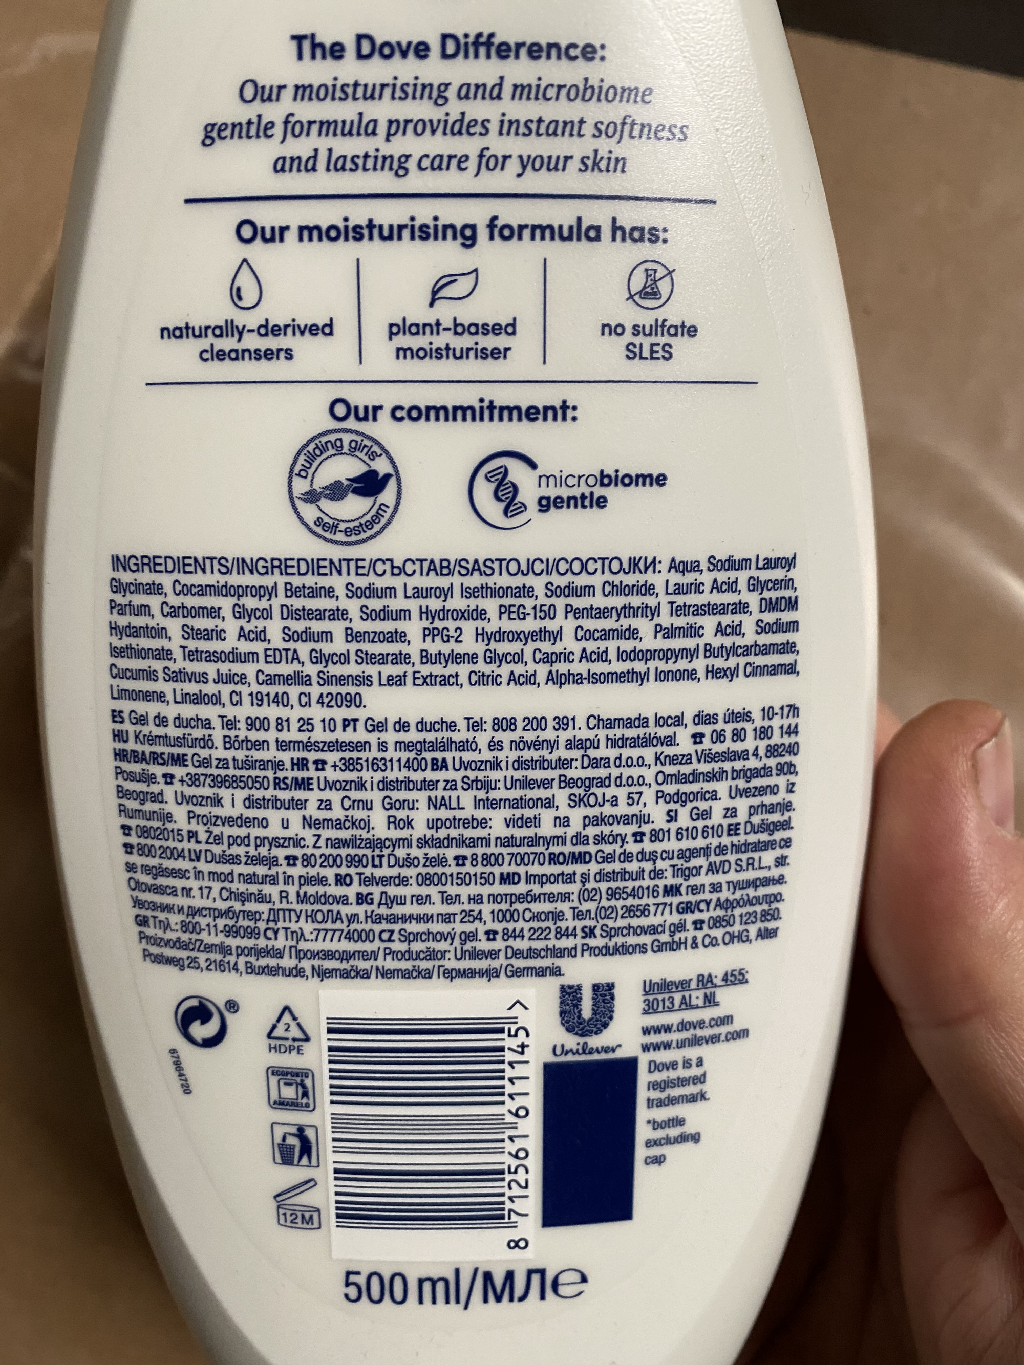 The Dove Difference:
Our moisturising and microbiome
gentle formula provides instant softness
and lasting care for your skin
Our moisturising formula has:
naturally-derived
cleansers
plant-based
moisturiser
no sulfate
SLES
Our commitment:
building girls'
self-esteem
microbiome
gentle
INGREDIENTS/INGREDIENTE/СЪСТАВ/SASTOJCI/СОСТОЈКИ: Aqua, Sodium Lauroyl
Glycinate, Cocamidopropyl Betaine, Sodium Lauroyl Isethionate, Sodium Chloride, Lauric Acid, Glycerin,
Parfum, Carbomer, Glycol Distearate, Sodium Hydroxide, PEG-150 Pentaerythrityl Tetrastearate, DMDM
Hydantoin, Stearic Acid, Sodium Benzoate, PPG-2 Hydroxyethyl Cocamide, Palmitic Acid, Sodium
Isethionate, Tetrasodium EDTA, Glycol Stearate, Butylene Glycol, Capric Acid, Iodopropynyl Butylcarbamate,
Cucumis Sativus Juice, Camellia Sinensis Leaf Extract, Citric Acid, Alpha-Isomethyl Ionone, Hexyl Cinnamal,
Limonene, Linalool, CI 19140, CI 42090.
ES Gel de ducha. Tel: 900 81 25 10 PT Gel de duche. Tel: 808 200 391. Chamada local, dias úteis, 10-17h
HU Krémtusfürdő. Bőrben természetesen is megtalálható, és növényi alapú hidratálóval. ☎ 06 80 180 144
HR/BA/RS/ME Gel za tuširanje. HR ☎ +38516311400 BA Uvoznik i distributer: Dara d.o.o., Kneza Višeslava 4, 88240
Posušje. ☎ +38739685050 RS/ME Uvoznik i distributer za Srbiju: Unilever Beograd d.o.o., Omladinskih brigada 90b,
Beograd. Uvoznik i distributer za Crnu Goru: NALL International, SKOJ-a 57, Podgorica. Uvezeno iz
Rumunije. Proizvedeno u Nemačkoj. Rok upotrebe: videti na pakovanju. SI Gel za prhanje.
☎ 0802015 PL Żel pod prysznic. Z nawilżającymi składnikami naturalnymi dla skóry. ☎ 801 610 610 EE Dušigeel.
☎ 800 2004 LV Dušas želeja. ☎ 80 200 990 LT Dušo želė. ☎ 8 800 70070 RO/MD Gel de duș cu agenți de hidratare ce
se regăsesc în mod natural în piele. RO Telverde: 0800150150 MD Importat și distribuit de: Trigor AVD S.R.L., str.
Otovasca nr. 17, Chișinău, R. Moldova. BG Душ гел. Тел. на потребителя: (02) 9654016 MK гел за туширање.
Увозник и дистрибутер: ДПТУ КОЛА ул. Качанички пат 254, 1000 Скопје. Тел.(02) 2656 771 GR/CY Αφρόλουτρο.
GR Τηλ.: 800-11-99099 CY Τηλ.:77774000 CZ Sprchový gel. ☎ 844 222 844 SK Sprchovací gél. ☎ 0850 123 850.
Proizvođač/Zemlja porijekla/ Производител/ Producător: Unilever Deutschland Produktions GmbH & Co. OHG, Alter
Postweg 25, 21614, Buxtehude, Njemačka/ Nemačka/ Германија/ Germania.
67964720
2
HDPE
ECOPONTO
AMARELO
12M
8 712561 611145 >
Unilever
Unilever RA: 455;
3013 AL; NL
www.dove.com
www.unilever.com
Dove is a
registered
trademark.
*bottle
excluding
cap
500 ml/МЛ℮